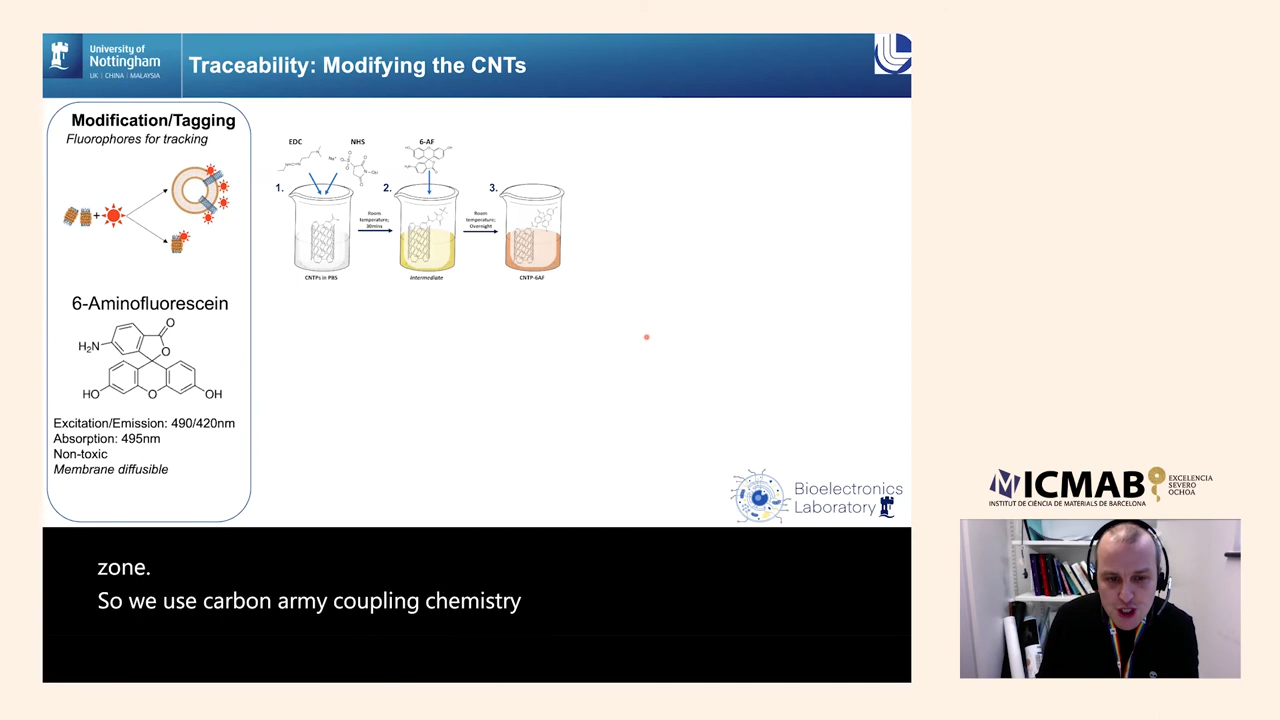 University of
Nottingham
UK | CHINA | MALAYSIA
Traceability: Modifying the CNTs
Modification/Tagging
Fluorophores for tracking
+
6-Aminofluorescein
O
H₂N
O
HO
O
OH
Excitation/Emission: 490/420nm
Absorption: 495nm
Non-toxic
Membrane diffusible
EDC
NHS
6-AF
1.
2.
3.
Room
temperature;
30mins
Room
temperature;
Overnight
CNTPs in PBS
Intermediate
CNTP-6AF
Bioelectronics
Laboratory
zone.
So we use carbon army coupling chemistry
ICMAB
EXCELENCIA
SEVERO
OCHOA
INSTITUT DE CIÈNCIA DE MATERIALS DE BARCELONA